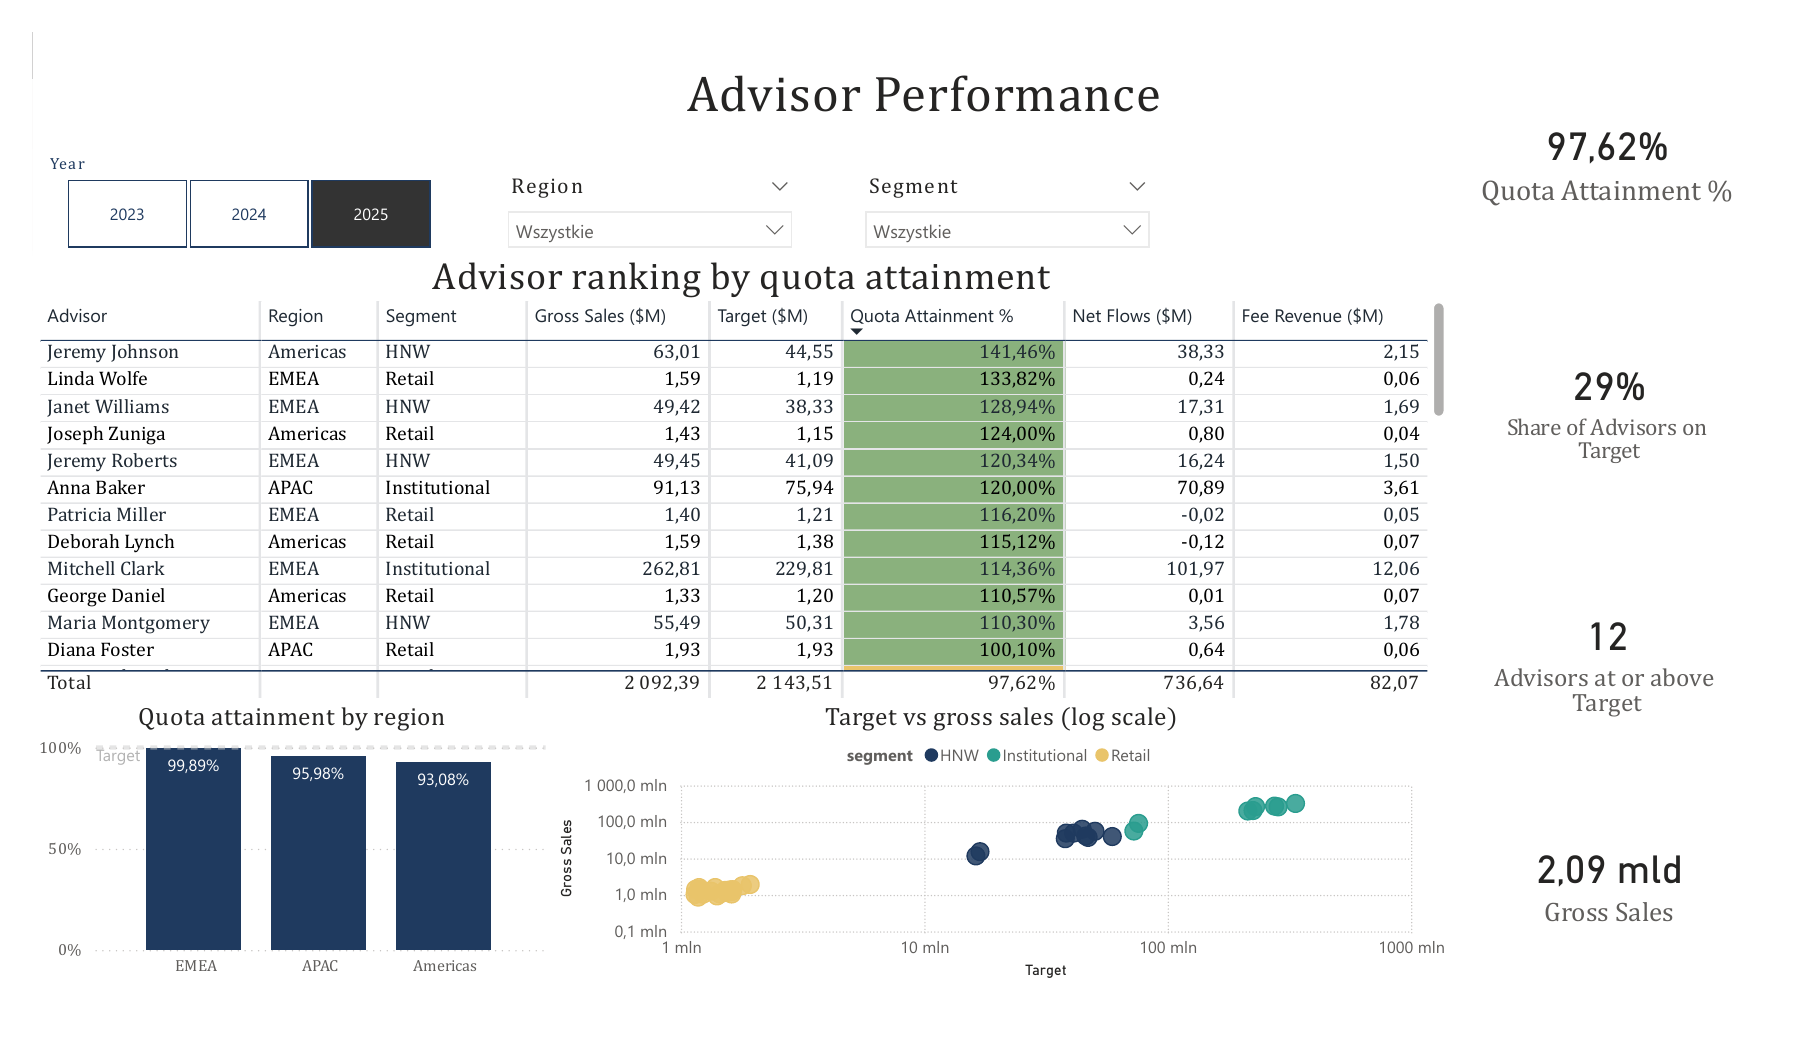 Advisor Performance
Year
2023 2024 2025
Region
Wszystkie
Segment
Wszystkie
97,62%
Quota Attainment %
29%
Share of Advisors on
Target
12
Advisors at or above
Target
2,09 mld
Gross Sales
Advisor ranking by quota attainment
Advisor Region Segment Gross Sales ($M) Target ($M) Quota Attainment % Net Flows ($M) Fee Revenue ($M)
Jeremy Johnson Americas HNW 63,01 44,55 141,46% 38,33 2,15
Linda Wolfe EMEA Retail 1,59 1,19 133,82% 0,24 0,06
Janet Williams EMEA HNW 49,42 38,33 128,94% 17,31 1,69
Joseph Zuniga Americas Retail 1,43 1,15 124,00% 0,80 0,04
Jeremy Roberts EMEA HNW 49,45 41,09 120,34% 16,24 1,50
Anna Baker APAC Institutional 91,13 75,94 120,00% 70,89 3,61
Patricia Miller EMEA Retail 1,40 1,21 116,20% -0,02 0,05
Deborah Lynch Americas Retail 1,59 1,38 115,12% -0,12 0,07
Mitchell Clark EMEA Institutional 262,81 229,81 114,36% 101,97 12,06
George Daniel Americas Retail 1,33 1,20 110,57% 0,01 0,07
Maria Montgomery EMEA HNW 55,49 50,31 110,30% 3,56 1,78
Diana Foster APAC Retail 1,93 1,93 100,10% 0,64 0,06
Total 2 092,39 2 143,51 97,62% 736,64 82,07
Quota attainment by region
100%
50%
0%
Target
99,89%
95,98%
93,08%
EMEA APAC Americas
Target vs gross sales (log scale)
segment HNW Institutional Retail
Gross Sales
1 000,0 mln
100,0 mln
10,0 mln
1,0 mln
0,1 mln
1 mln 10 mln 100 mln 1000 mln
Target